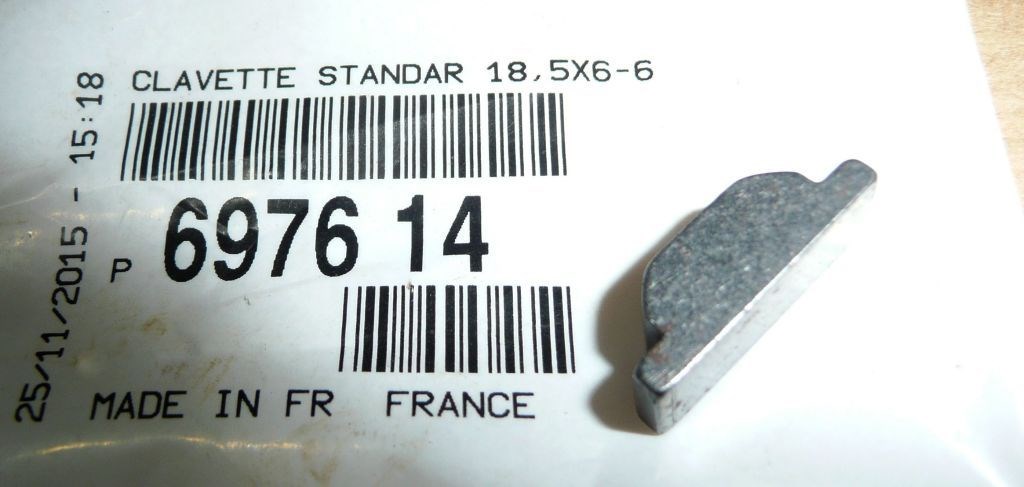 CLAVETTE STANDAR 18,5X6-6
25/11/2015 - 15:18
P 6976 14
MADE IN FR FRANCE